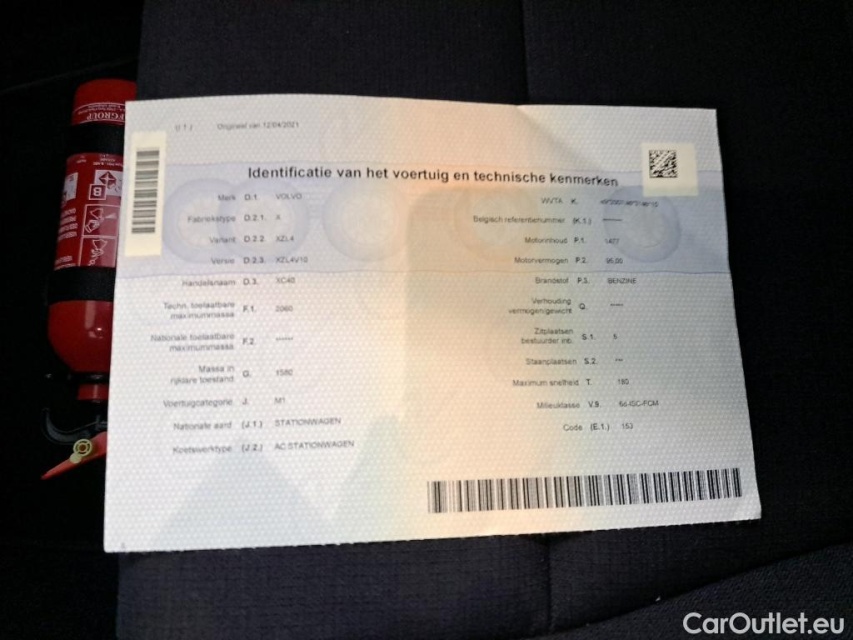 Origineel van 12/04/2021
Identificatie van het voertuig en technische kenmerken
Merk D.1. VOLVO
Fabriekstype D.2.1. X
Variant D.2.2. XZL4
Versie D.2.3. XZL4V10
Handelsnaam D.3. XC40
Techn. toelaatbare maximummassa F.1. 2060
Nationale toelaatbare maximummassa F.2. ------
Massa in rijklare toestand G. 1580
Voertuigcategorie J. M1
Nationale aard (J.1.) STATIONWAGEN
Koetswerktype (J.2.) AC STATIONWAGEN
WVTA K.
Belgisch referentienummer (K.1.) ------
Motorinhoud P.1. 1477
Motorvermogen P.2. 95,00
Brandstof P.3. BENZINE
Verhouding vermogen/gewicht Q. ----
Zitplaatsen bestuurder inb. S.1. 5
Staanplaatsen S.2. ---
Maximum snelheid T. 180
Milieuklasse V.9.
Code (E.1.) 153
CarOutlet.eu